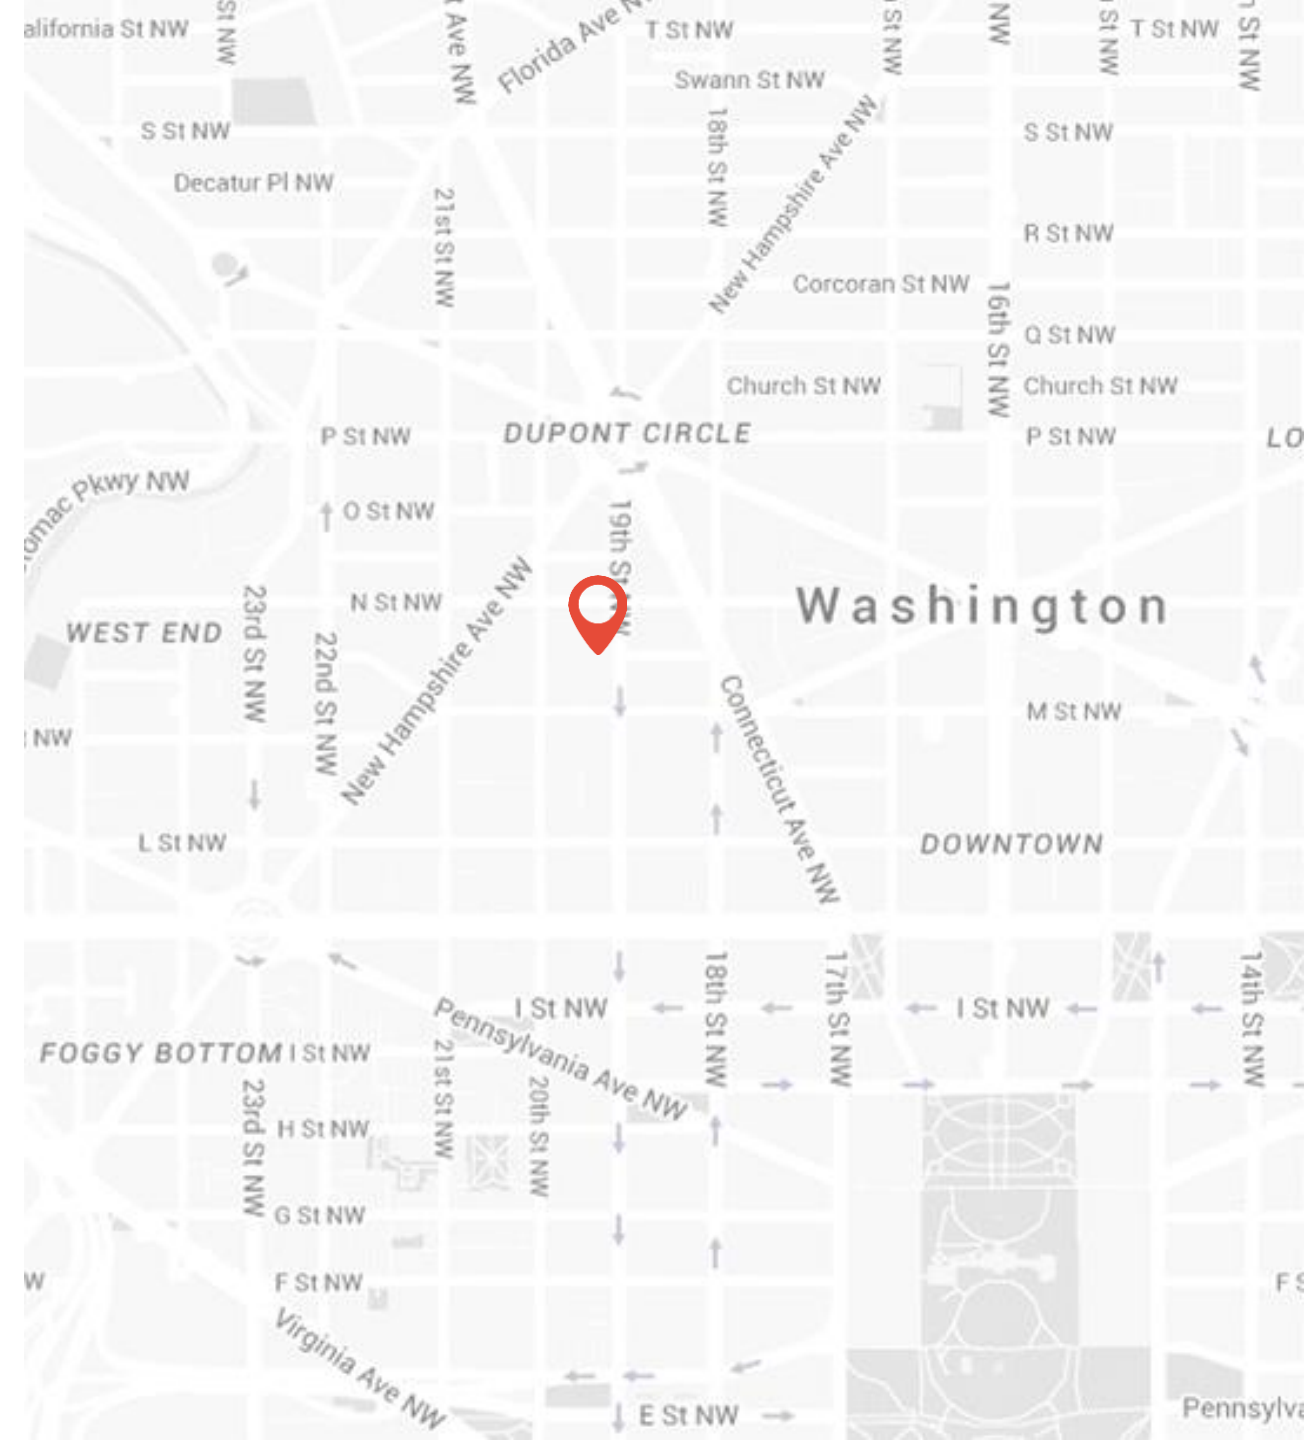 alifornia St NW
St NW
t Ave NW
Florida Ave N
T St NW
St NW
NW
St NW
T St NW
St NW
Swann St NW
S St NW
18th St NW
New Hampshire Ave NW
S St NW
Decatur Pl NW
21st St NW
R St NW
Corcoran St NW
16th St NW
Q St NW
Church St NW
Church St NW
P St NW
DUPONT CIRCLE
P St NW
LO
omac Pkwy NW
O St NW
19th St NW
New Hampshire Ave NW
N St NW
Washington
WEST END
23rd St NW
22nd St NW
Connecticut Ave NW
M St NW
NW
L St NW
DOWNTOWN
18th St NW
17th St NW
14th St NW
I St NW
I St NW
Pennsylvania Ave NW
FOGGY BOTTOM
I St NW
21st St NW
20th St NW
23rd St NW
H St NW
G St NW
F St NW
W
F S
Virginia Ave NW
E St NW
Pennsylva